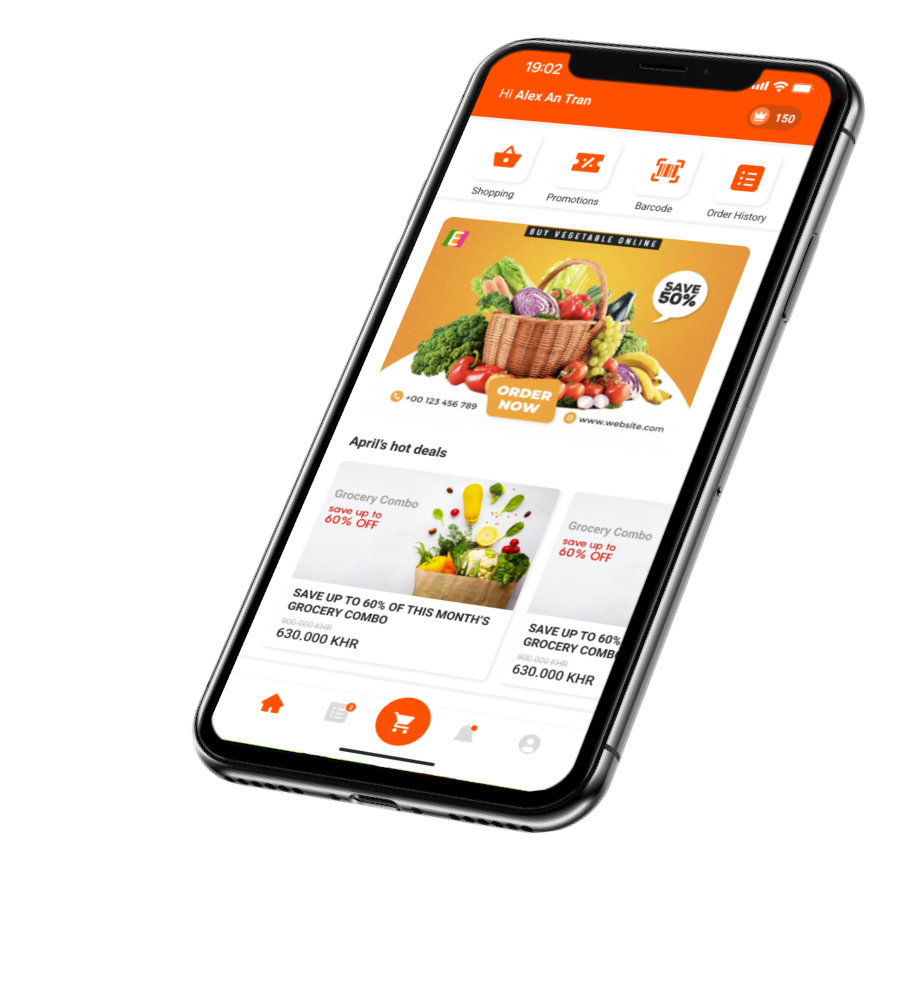 19:02
Hi Alex An Tran
150
Shopping
Promotions
Barcode
Order History
E
BUY VEGETABLE ONLINE
SAVE
50%
ORDER
NOW
+00 123 456 789
www.website.com
April's hot deals
Grocery Combo
save up to
60% OFF
SAVE UP TO 60% OF THIS MONTH'S
GROCERY COMBO
900.000 KHR
630.000 KHR
Grocery Combo
save up to
60% OFF
SAVE UP TO 60%
GROCERY COMB
900.000 KHR
630.000 KHR
3